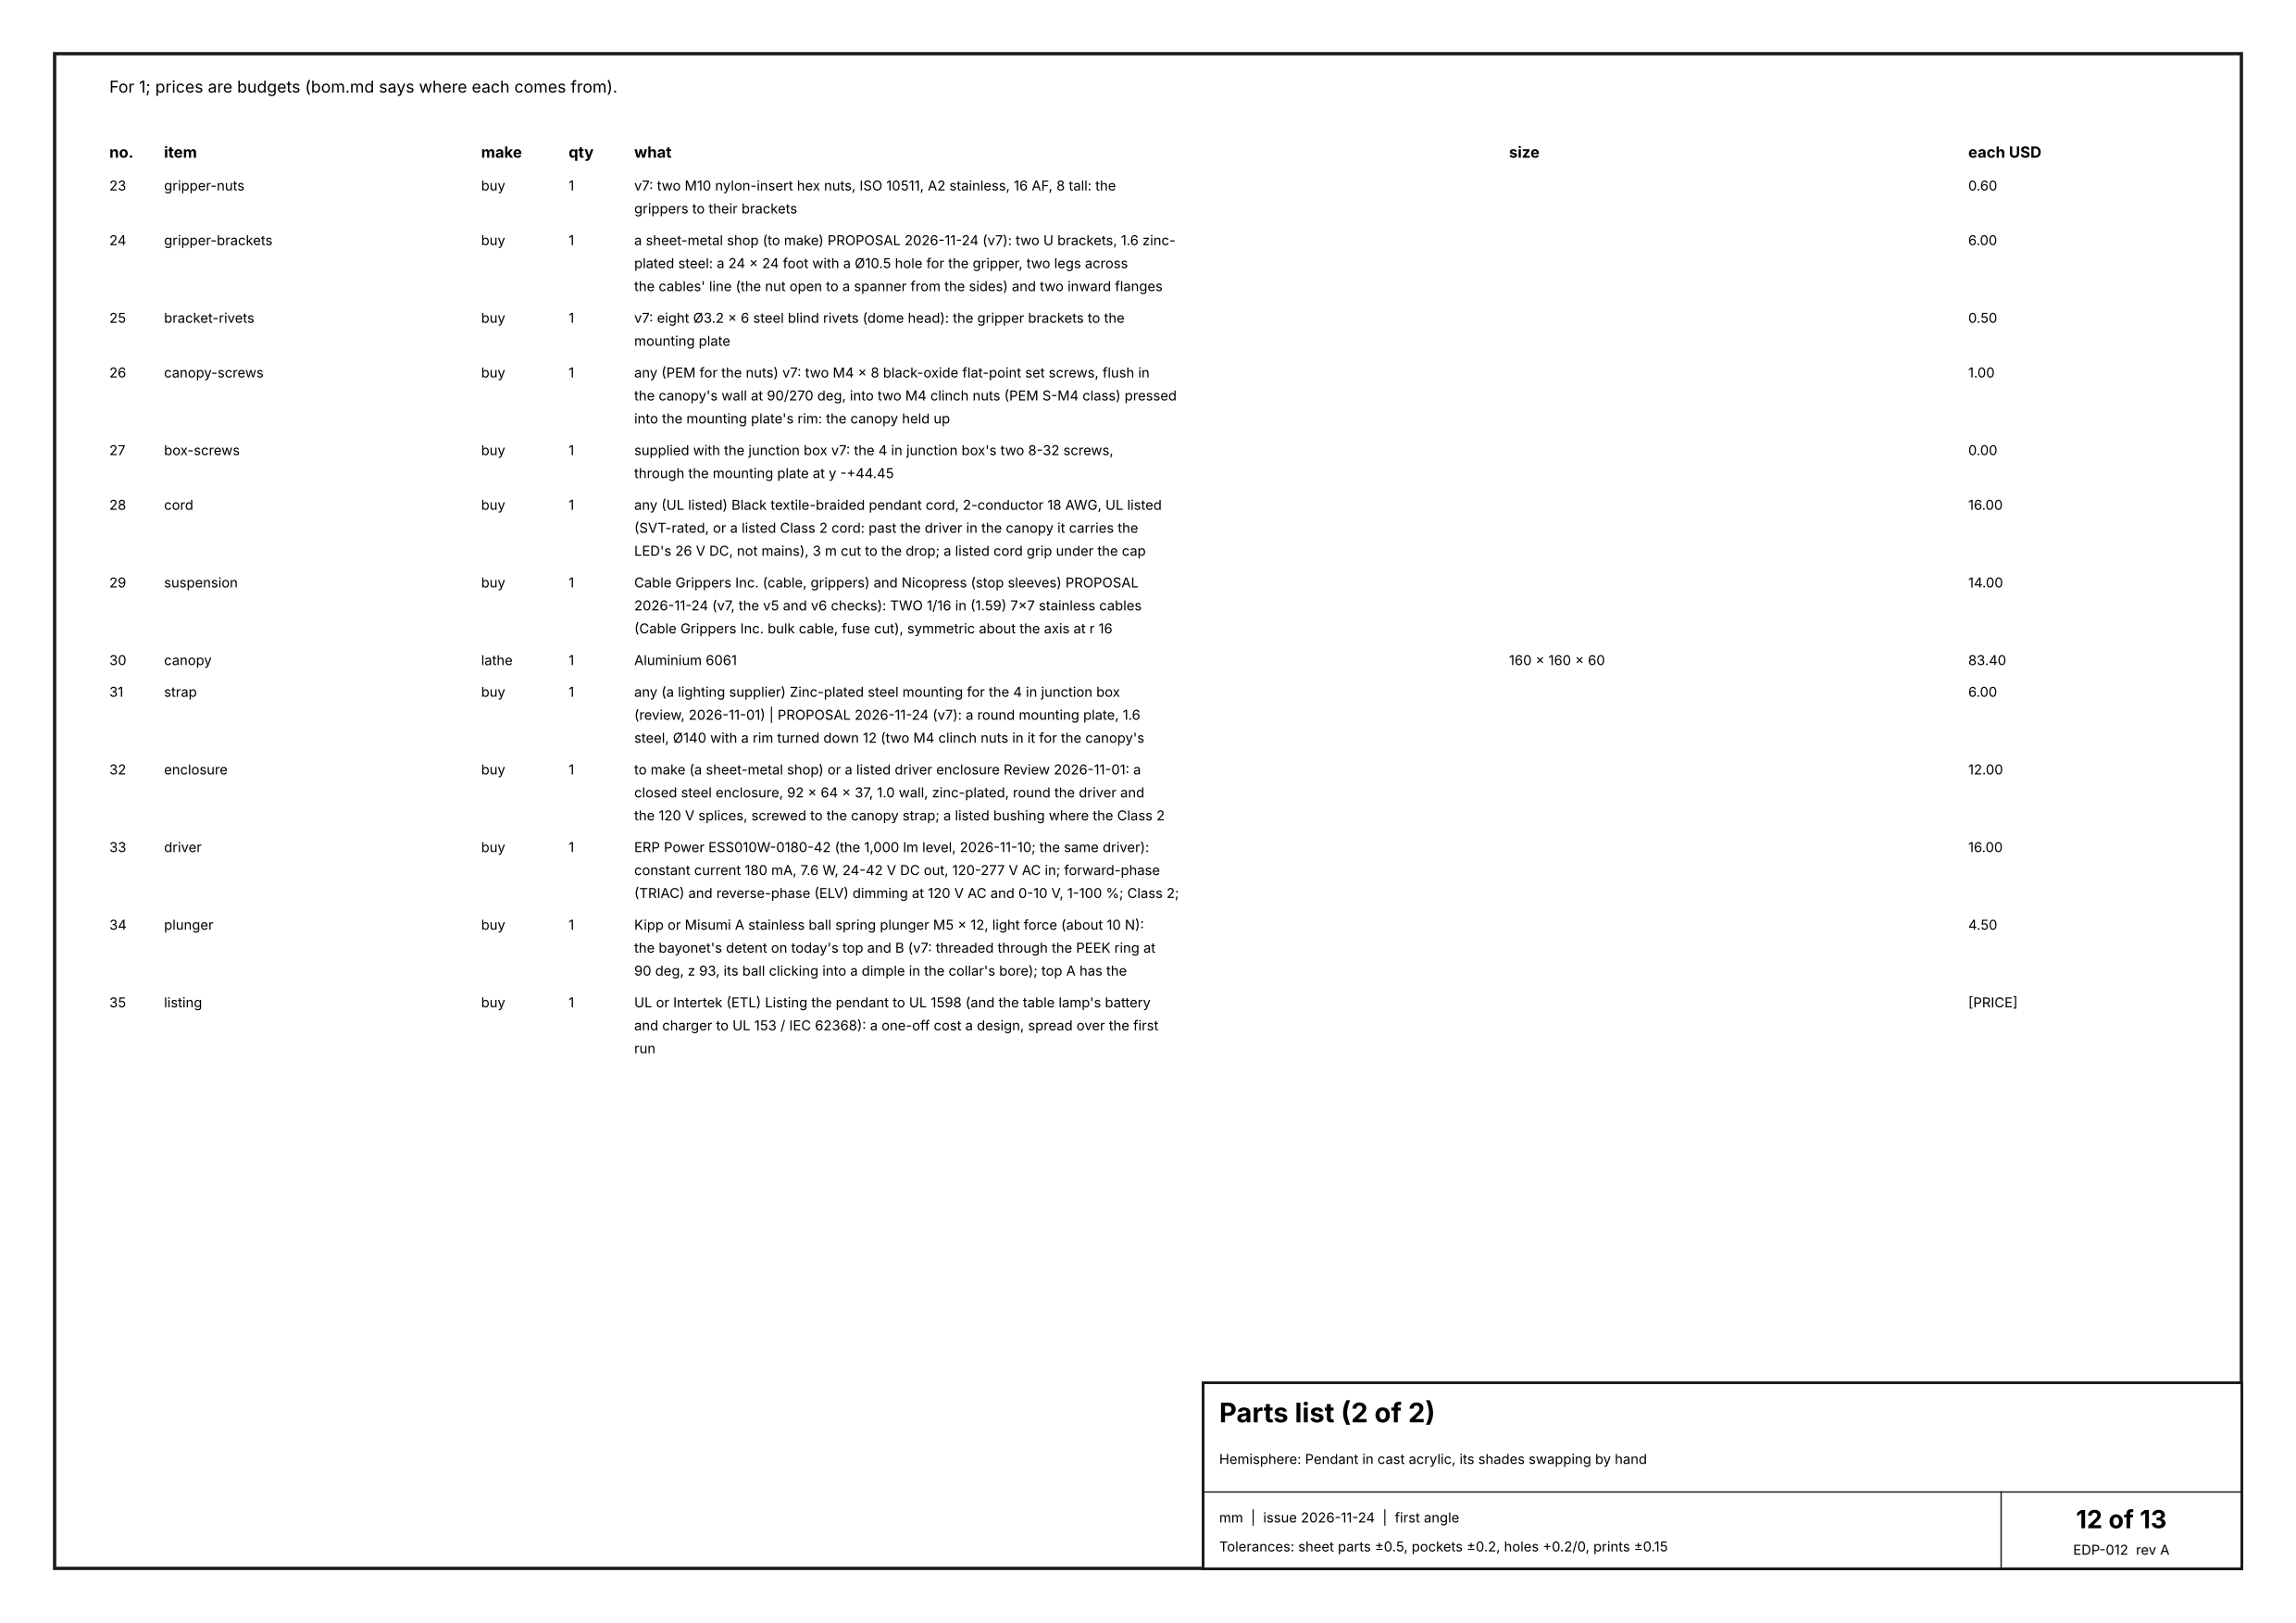 For 1; prices are budgets (bom.md says where each comes from).
no. item make qty what size each USD
23 gripper-nuts buy 1 v7: two M10 nylon-insert hex nuts, ISO 10511, A2 stainless, 16 AF, 8 tall: the 0.60
grippers to their brackets
24 gripper-brackets buy 1 a sheet-metal shop (to make) PROPOSAL 2026-11-24 (v7): two U brackets, 1.6 zinc- 6.00
plated steel: a 24 × 24 foot with a Ø10.5 hole for the gripper, two legs across
the cables' line (the nut open to a spanner from the sides) and two inward flanges
25 bracket-rivets buy 1 v7: eight Ø3.2 × 6 steel blind rivets (dome head): the gripper brackets to the 0.50
mounting plate
26 canopy-screws buy 1 any (PEM for the nuts) v7: two M4 × 8 black-oxide flat-point set screws, flush in 1.00
the canopy's wall at 90/270 deg, into two M4 clinch nuts (PEM S-M4 class) pressed
into the mounting plate's rim: the canopy held up
27 box-screws buy 1 supplied with the junction box v7: the 4 in junction box's two 8-32 screws, 0.00
through the mounting plate at y -+44.45
28 cord buy 1 any (UL listed) Black textile-braided pendant cord, 2-conductor 18 AWG, UL listed 16.00
(SVT-rated, or a listed Class 2 cord: past the driver in the canopy it carries the
LED's 26 V DC, not mains), 3 m cut to the drop; a listed cord grip under the cap
29 suspension buy 1 Cable Grippers Inc. (cable, grippers) and Nicopress (stop sleeves) PROPOSAL 14.00
2026-11-24 (v7, the v5 and v6 checks): TWO 1/16 in (1.59) 7×7 stainless cables
(Cable Grippers Inc. bulk cable, fuse cut), symmetric about the axis at r 16
30 canopy lathe 1 Aluminium 6061 160 × 160 × 60 83.40
31 strap buy 1 any (a lighting supplier) Zinc-plated steel mounting for the 4 in junction box 6.00
(review, 2026-11-01) | PROPOSAL 2026-11-24 (v7): a round mounting plate, 1.6
steel, Ø140 with a rim turned down 12 (two M4 clinch nuts in it for the canopy's
32 enclosure buy 1 to make (a sheet-metal shop) or a listed driver enclosure Review 2026-11-01: a 12.00
closed steel enclosure, 92 × 64 × 37, 1.0 wall, zinc-plated, round the driver and
the 120 V splices, screwed to the canopy strap; a listed bushing where the Class 2
33 driver buy 1 ERP Power ESS010W-0180-42 (the 1,000 lm level, 2026-11-10; the same driver): 16.00
constant current 180 mA, 7.6 W, 24-42 V DC out, 120-277 V AC in; forward-phase
(TRIAC) and reverse-phase (ELV) dimming at 120 V AC and 0-10 V, 1-100 %; Class 2;
34 plunger buy 1 Kipp or Misumi A stainless ball spring plunger M5 × 12, light force (about 10 N): 4.50
the bayonet's detent on today's top and B (v7: threaded through the PEEK ring at
90 deg, z 93, its ball clicking into a dimple in the collar's bore); top A has the
35 listing buy 1 UL or Intertek (ETL) Listing the pendant to UL 1598 (and the table lamp's battery [PRICE]
and charger to UL 153 / IEC 62368): a one-off cost a design, spread over the first
run
Parts list (2 of 2)
Hemisphere: Pendant in cast acrylic, its shades swapping by hand
mm | issue 2026-11-24 | first angle
Tolerances: sheet parts ±0.5, pockets ±0.2, holes +0.2/0, prints ±0.15
12 of 13
EDP-012 rev A